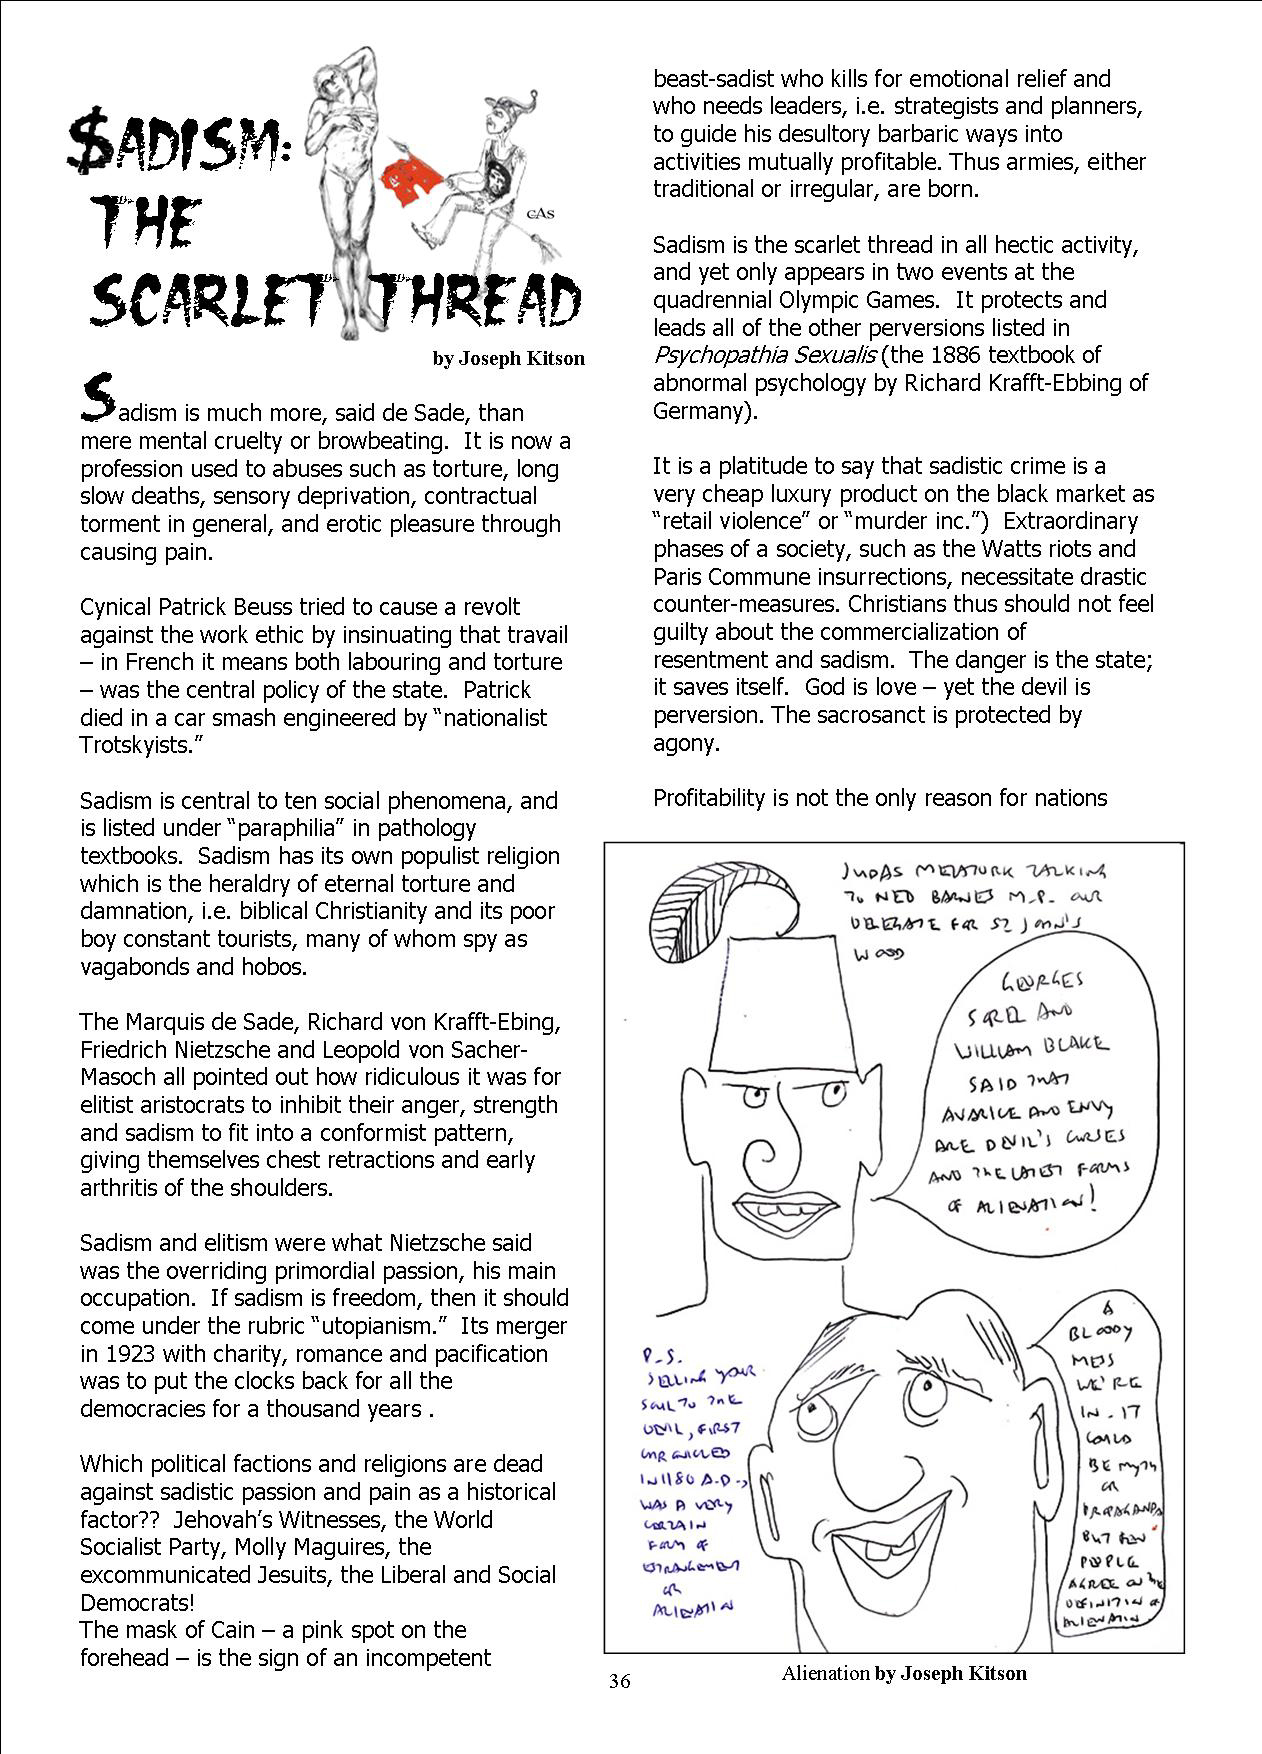 $ADISM:
THE
SCARLET THREAD
CAS
by Joseph Kitson
Sadism is much more, said de Sade, than
mere mental cruelty or browbeating. It is now a
profession used to abuses such as torture, long
slow deaths, sensory deprivation, contractual
torment in general, and erotic pleasure through
causing pain.
Cynical Patrick Beuss tried to cause a revolt
against the work ethic by insinuating that travail
– in French it means both labouring and torture
– was the central policy of the state. Patrick
died in a car smash engineered by “nationalist
Trotskyists.”
Sadism is central to ten social phenomena, and
is listed under “paraphilia” in pathology
textbooks. Sadism has its own populist religion
which is the heraldry of eternal torture and
damnation, i.e. biblical Christianity and its poor
boy constant tourists, many of whom spy as
vagabonds and hobos.
The Marquis de Sade, Richard von Krafft-Ebing,
Friedrich Nietzsche and Leopold von Sacher-
Masoch all pointed out how ridiculous it was for
elitist aristocrats to inhibit their anger, strength
and sadism to fit into a conformist pattern,
giving themselves chest retractions and early
arthritis of the shoulders.
Sadism and elitism were what Nietzsche said
was the overriding primordial passion, his main
occupation. If sadism is freedom, then it should
come under the rubric “utopianism.” Its merger
in 1923 with charity, romance and pacification
was to put the clocks back for all the
democracies for a thousand years .
Which political factions and religions are dead
against sadistic passion and pain as a historical
factor?? Jehovah’s Witnesses, the World
Socialist Party, Molly Maguires, the
excommunicated Jesuits, the Liberal and Social
Democrats!
The mask of Cain – a pink spot on the
forehead – is the sign of an incompetent
beast-sadist who kills for emotional relief and
who needs leaders, i.e. strategists and planners,
to guide his desultory barbaric ways into
activities mutually profitable. Thus armies, either
traditional or irregular, are born.
Sadism is the scarlet thread in all hectic activity,
and yet only appears in two events at the
quadrennial Olympic Games. It protects and
leads all of the other perversions listed in
Psychopathia Sexualis (the 1886 textbook of
abnormal psychology by Richard Krafft-Ebbing of
Germany).
It is a platitude to say that sadistic crime is a
very cheap luxury product on the black market as
“retail violence” or “murder inc.”) Extraordinary
phases of a society, such as the Watts riots and
Paris Commune insurrections, necessitate drastic
counter-measures. Christians thus should not feel
guilty about the commercialization of
resentment and sadism. The danger is the state;
it saves itself. God is love – yet the devil is
perversion. The sacrosanct is protected by
agony.
Profitability is not the only reason for nations
JUDAS TALKING
TO NED BARNES M.P. OUR
DELEGATE FOR ST JOHN'S
WOOD
GEORGES
SOREL AND
WILLIAM BLAKE
SAID THAT
AVARICE AND ENVY
ARE DEVIL'S CURSES
AND THE LATEST FORMS
OF ALIENATION!
A
BLOODY
MESS
WE'RE
IN. IT
COULD
BE MYTH
OR
PROPAGANDA
BUT FEW
PEOPLE
AGREE ON THE
DEFINITION OF
ALIENATION
P.S.
SELLING YOUR
SOUL TO THE
DEVIL, FIRST
CHRONICLED
IN 1180 A.D.,
WAS A VERY
CERTAIN
FORM OF
ESTRANGEMENT
OR
ALIENATION
Alienation by Joseph Kitson
36